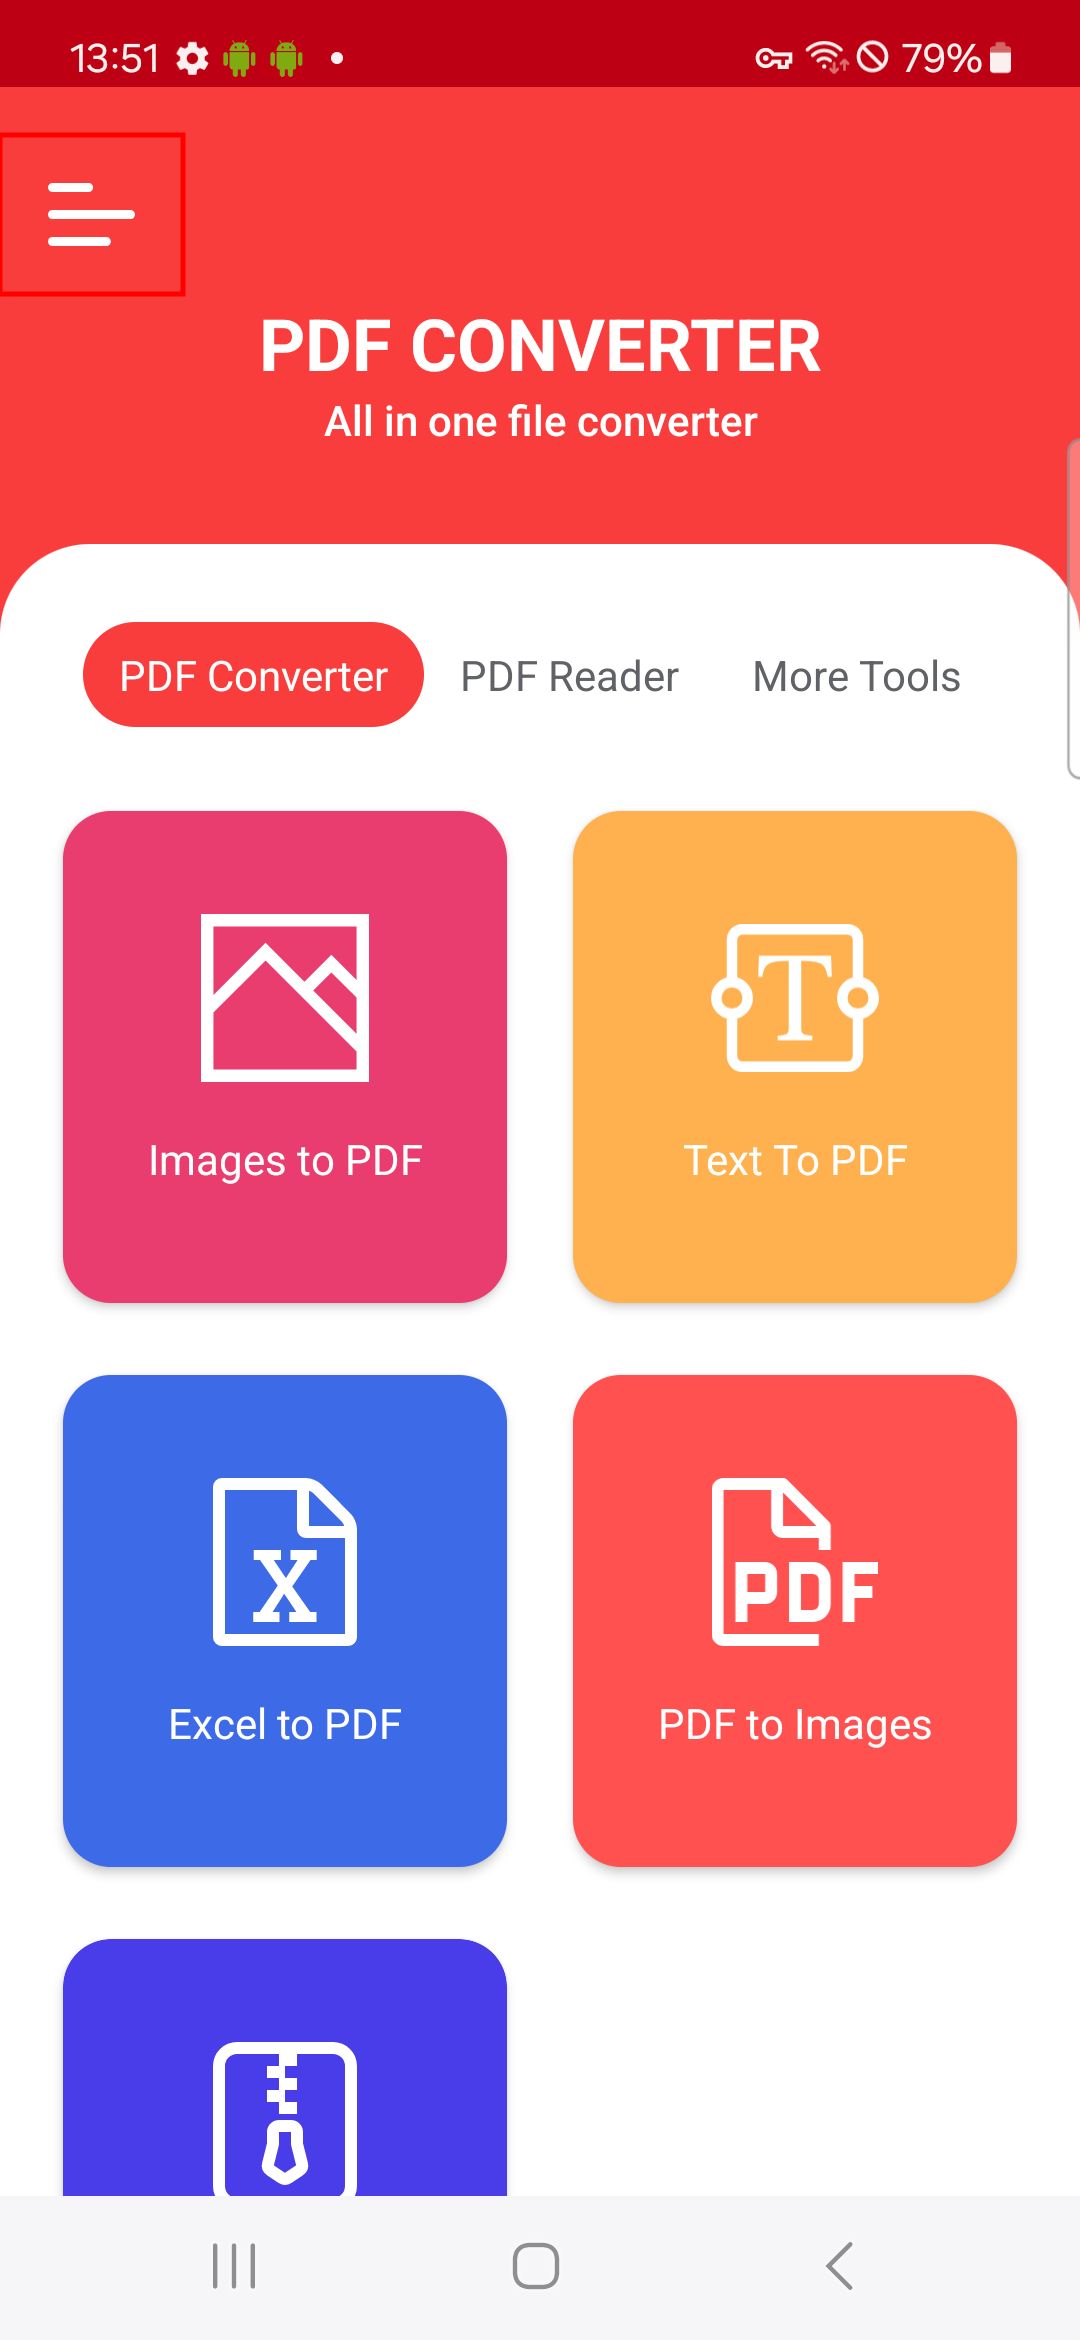 13:51
79%
PDF CONVERTER
All in one file converter
PDF Converter
PDF Reader
More Tools
Images to PDF
T
Text To PDF
X
Excel to PDF
PDF
PDF to Images